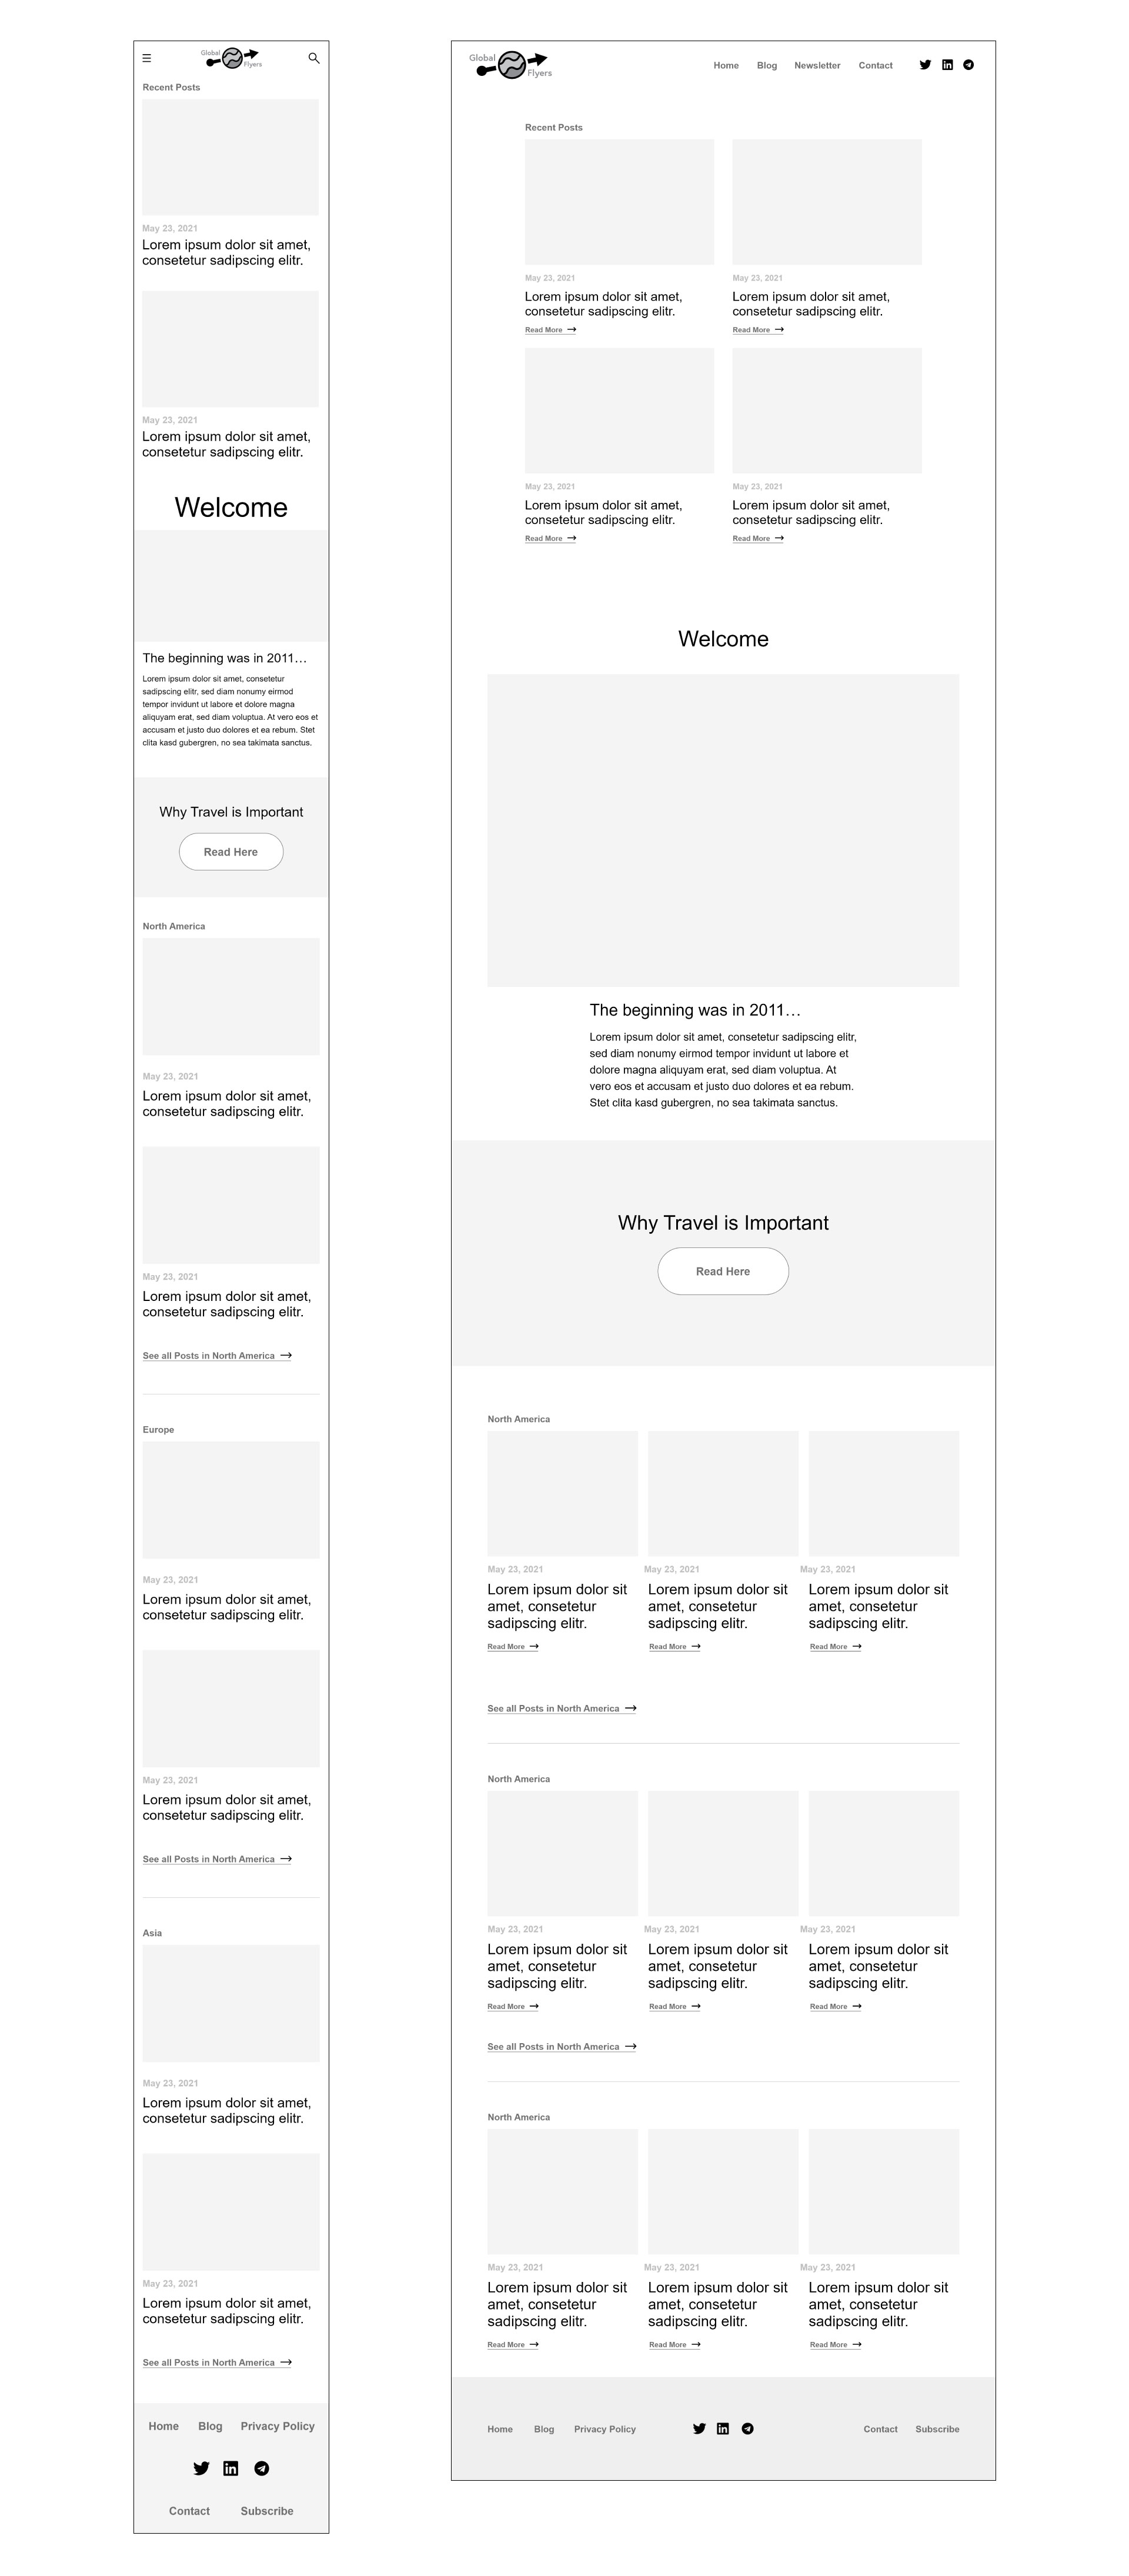 Global
Flyers
Recent Posts
May 23, 2021
Lorem ipsum dolor sit amet,
consetetur sadipscing elitr.
May 23, 2021
Lorem ipsum dolor sit amet,
consetetur sadipscing elitr.
Welcome
The beginning was in 2011…
Lorem ipsum dolor sit amet, consetetur
sadipscing elitr, sed diam nonumy eirmod
tempor invidunt ut labore et dolore magna
aliquyam erat, sed diam voluptua. At vero eos et
accusam et justo duo dolores et ea rebum. Stet
clita kasd gubergren, no sea takimata sanctus.
Why Travel is Important
Read Here
North America
May 23, 2021
Lorem ipsum dolor sit amet,
consetetur sadipscing elitr.
May 23, 2021
Lorem ipsum dolor sit amet,
consetetur sadipscing elitr.
See all Posts in North America
Europe
May 23, 2021
Lorem ipsum dolor sit amet,
consetetur sadipscing elitr.
May 23, 2021
Lorem ipsum dolor sit amet,
consetetur sadipscing elitr.
See all Posts in North America
Asia
May 23, 2021
Lorem ipsum dolor sit amet,
consetetur sadipscing elitr.
May 23, 2021
Lorem ipsum dolor sit amet,
consetetur sadipscing elitr.
See all Posts in North America
Home Blog Privacy Policy
Contact Subscribe
Global
Flyers
Home Blog Newsletter Contact
Recent Posts
May 23, 2021
Lorem ipsum dolor sit amet,
consetetur sadipscing elitr.
Read More
May 23, 2021
Lorem ipsum dolor sit amet,
consetetur sadipscing elitr.
Read More
May 23, 2021
Lorem ipsum dolor sit amet,
consetetur sadipscing elitr.
Read More
May 23, 2021
Lorem ipsum dolor sit amet,
consetetur sadipscing elitr.
Read More
Welcome
The beginning was in 2011…
Lorem ipsum dolor sit amet, consetetur sadipscing elitr,
sed diam nonumy eirmod tempor invidunt ut labore et
dolore magna aliquyam erat, sed diam voluptua. At
vero eos et accusam et justo duo dolores et ea rebum.
Stet clita kasd gubergren, no sea takimata sanctus.
Why Travel is Important
Read Here
North America
May 23, 2021
Lorem ipsum dolor sit
amet, consetetur
sadipscing elitr.
Read More
May 23, 2021
Lorem ipsum dolor sit
amet, consetetur
sadipscing elitr.
Read More
May 23, 2021
Lorem ipsum dolor sit
amet, consetetur
sadipscing elitr.
Read More
See all Posts in North America
North America
May 23, 2021
Lorem ipsum dolor sit
amet, consetetur
sadipscing elitr.
Read More
May 23, 2021
Lorem ipsum dolor sit
amet, consetetur
sadipscing elitr.
Read More
May 23, 2021
Lorem ipsum dolor sit
amet, consetetur
sadipscing elitr.
Read More
See all Posts in North America
North America
May 23, 2021
Lorem ipsum dolor sit
amet, consetetur
sadipscing elitr.
Read More
May 23, 2021
Lorem ipsum dolor sit
amet, consetetur
sadipscing elitr.
Read More
May 23, 2021
Lorem ipsum dolor sit
amet, consetetur
sadipscing elitr.
Read More
Home Blog Privacy Policy Contact Subscribe